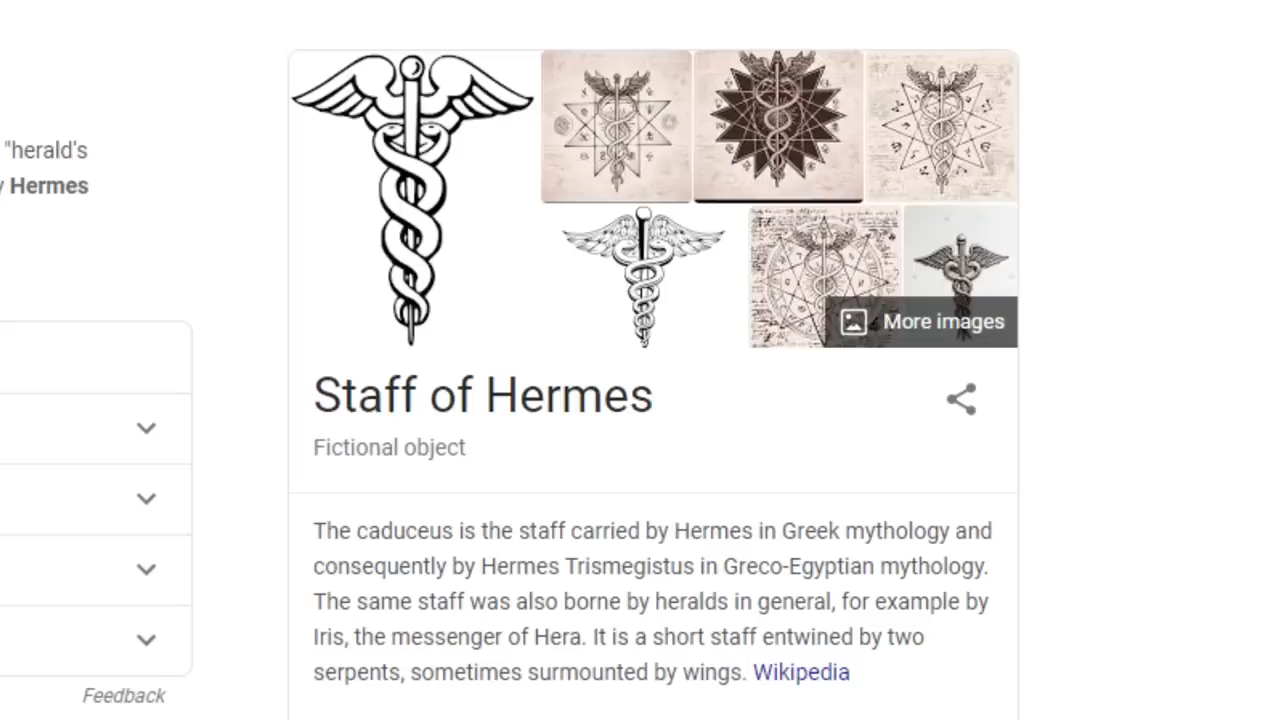 "herald's
Hermes
More images
Staff of Hermes
Fictional object
The caduceus is the staff carried by Hermes in Greek mythology and
consequently by Hermes Trismegistus in Greco-Egyptian mythology.
The same staff was also borne by heralds in general, for example by
Iris, the messenger of Hera. It is a short staff entwined by two
serpents, sometimes surmounted by wings. Wikipedia
Feedback